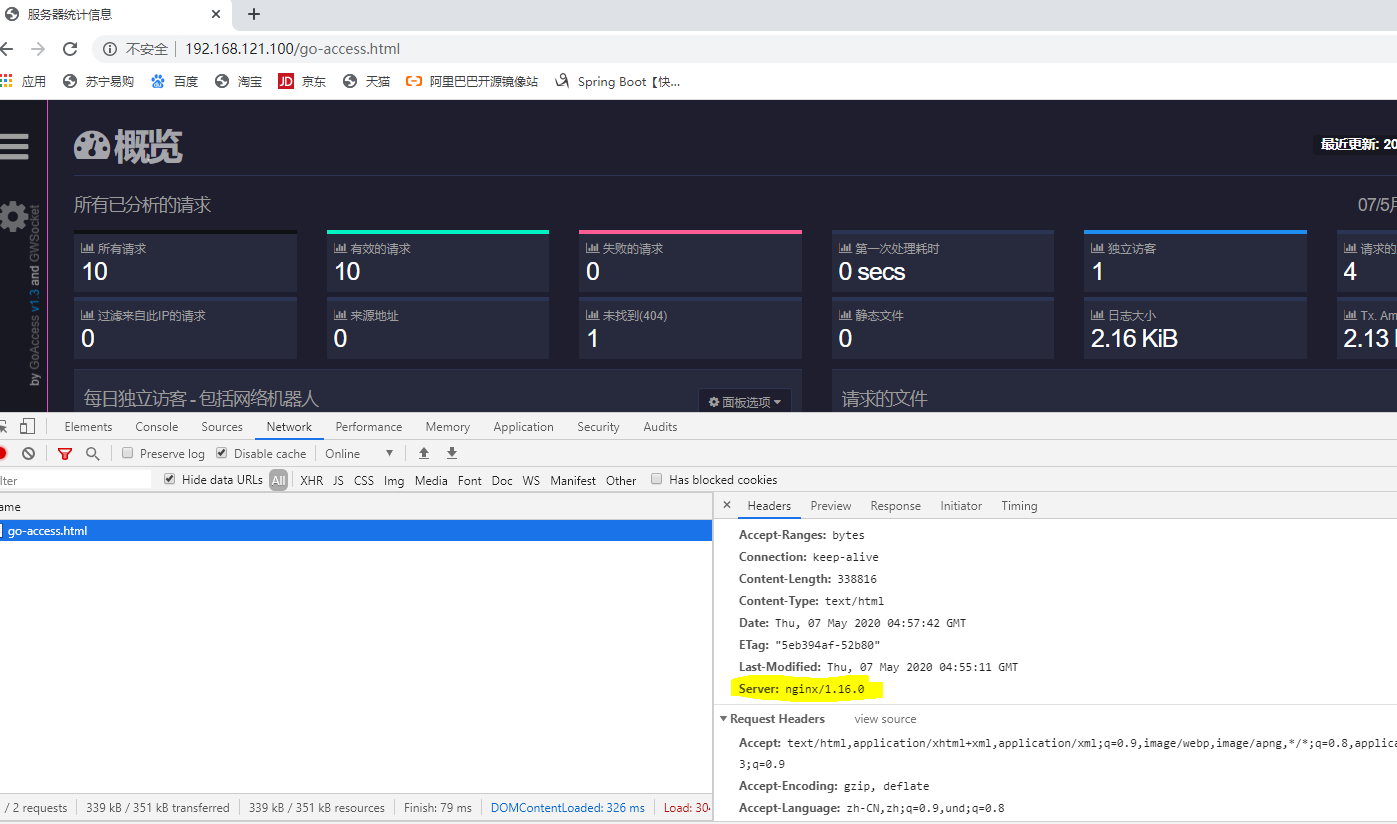 服务器统计信息
不安全 192.168.121.100/go-access.html
应用 苏宁易购 百度 淘宝 JD 京东 天猫 阿里巴巴开源镜像站 Spring Boot【快...
概览
最近更新: 20
所有已分析的请求 07/5月
所有请求 有效的请求 失败的请求 第一次处理耗时 独立访客 请求的
10 10 0 0 secs 1 4
过滤来自此IP的请求 来源地址 未找到(404) 静态文件 日志大小 Tx. Am
0 0 1 0 2.16 KiB 2.13
by GoAccess v1.3 and GWSocket
每日独立访客 - 包括网络机器人 面板选项 请求的文件
Elements Console Sources Network Performance Memory Application Security Audits
Preserve log Disable cache Online
lter Hide data URLs All XHR JS CSS Img Media Font Doc WS Manifest Other Has blocked cookies
ame
go-access.html
Headers Preview Response Initiator Timing
Accept-Ranges: bytes
Connection: keep-alive
Content-Length: 338816
Content-Type: text/html
Date: Thu, 07 May 2020 04:57:42 GMT
ETag: "5eb394af-52b80"
Last-Modified: Thu, 07 May 2020 04:55:11 GMT
Server: nginx/1.16.0
Request Headers view source
Accept: text/html,application/xhtml+xml,application/xml;q=0.9,image/webp,image/apng,*/*;q=0.8,applica
3;q=0.9
Accept-Encoding: gzip, deflate
Accept-Language: zh-CN,zh;q=0.9,und;q=0.8
/ 2 requests 339 kB / 351 kB transferred 339 kB / 351 kB resources Finish: 79 ms DOMContentLoaded: 326 ms Load: 30